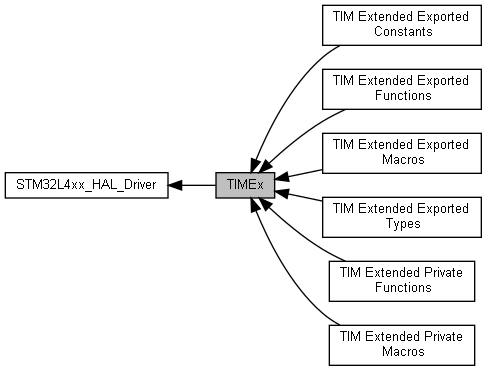 TIM Extended Exported
Constants
TIM Extended Exported
Functions
TIM Extended Exported
Macros
STM32L4xx_HAL_Driver
TIMEx
TIM Extended Exported
Types
TIM Extended Private
Functions
TIM Extended Private
Macros